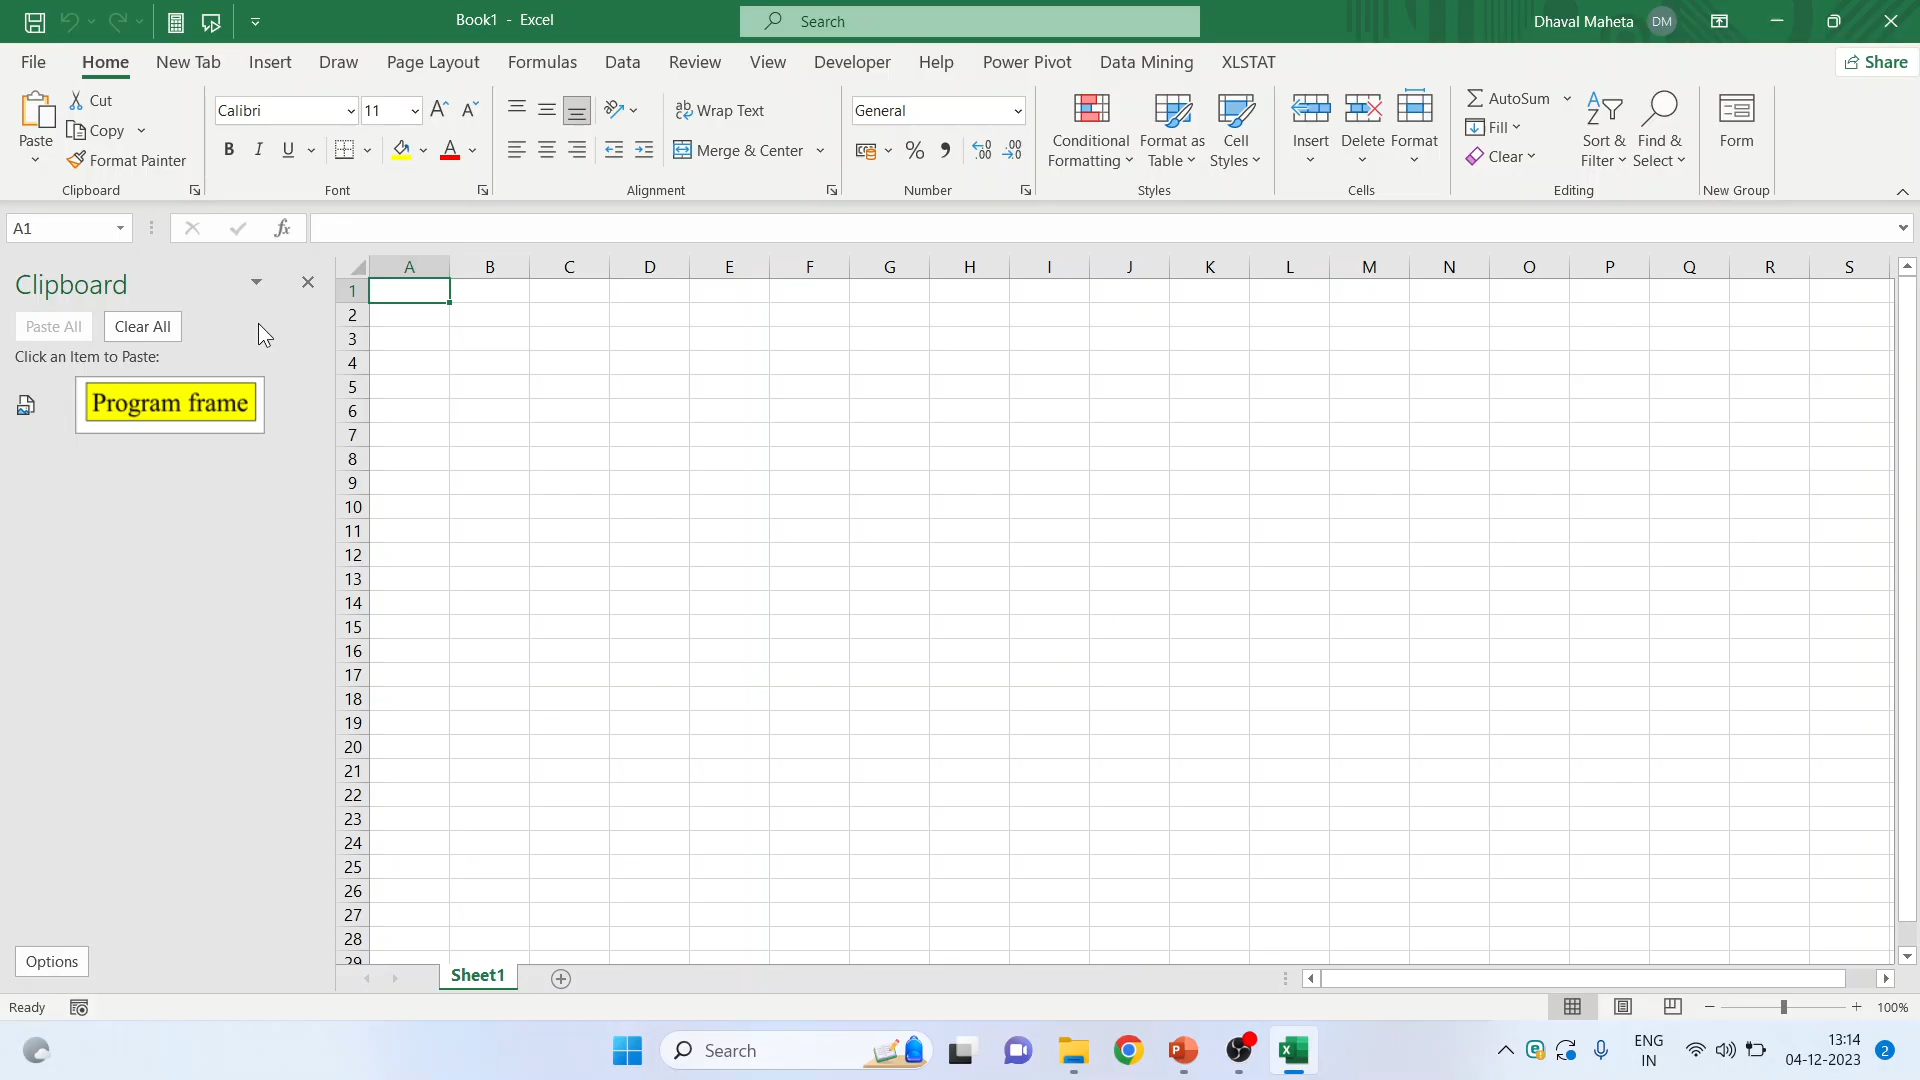 Book1 - Excel
Search
Dhaval Maheta DM
File Home New Tab Insert Draw Page Layout Formulas Data Review View Developer Help Power Pivot Data Mining XLSTAT
Share
Paste
Cut
Copy
Format Painter
Clipboard
Calibri 11
B I U A
Font
Wrap Text
Merge & Center
Alignment
General
%
Number
Conditional Formatting
Format as Table
Cell Styles
Styles
Insert
Delete
Format
Cells
AutoSum
Fill
Clear
Sort & Filter
Find & Select
Editing
Form
New Group
A1
fx
Clipboard
Paste All Clear All
Click an Item to Paste:
Program frame
Options
A B C D E F G H I J K L M N O P Q R S
1
2
3
4
5
6
7
8
9
10
11
12
13
14
15
16
17
18
19
20
21
22
23
24
25
26
27
28
29
Sheet1
Ready
100%
Search
ENG
IN
13:14
04-12-2023
2